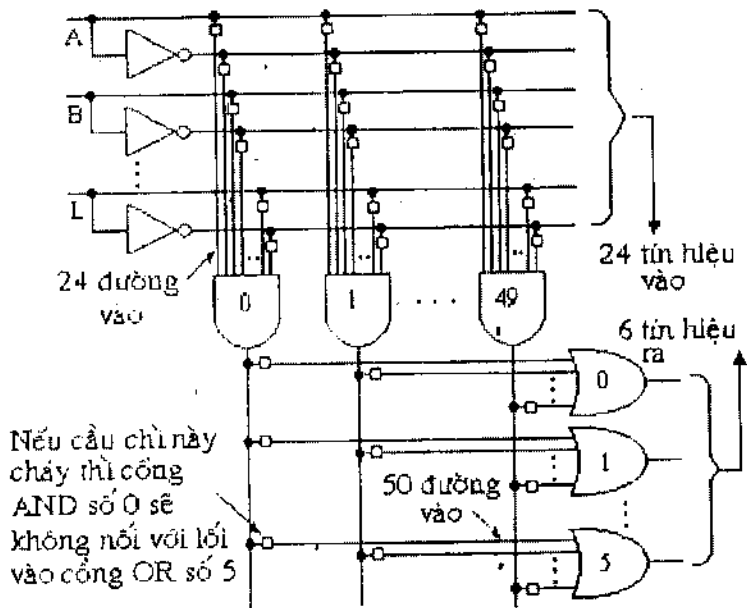 A
B
L
24 đường
vào
0
1
49
24 tín hiệu
vào
6 tín hiệu
ra
0
1
5
50 đường
vào
Nếu cầu chì này
cháy thì cổng
AND số 0 sẽ
không nối với lối
vào cổng OR số 5